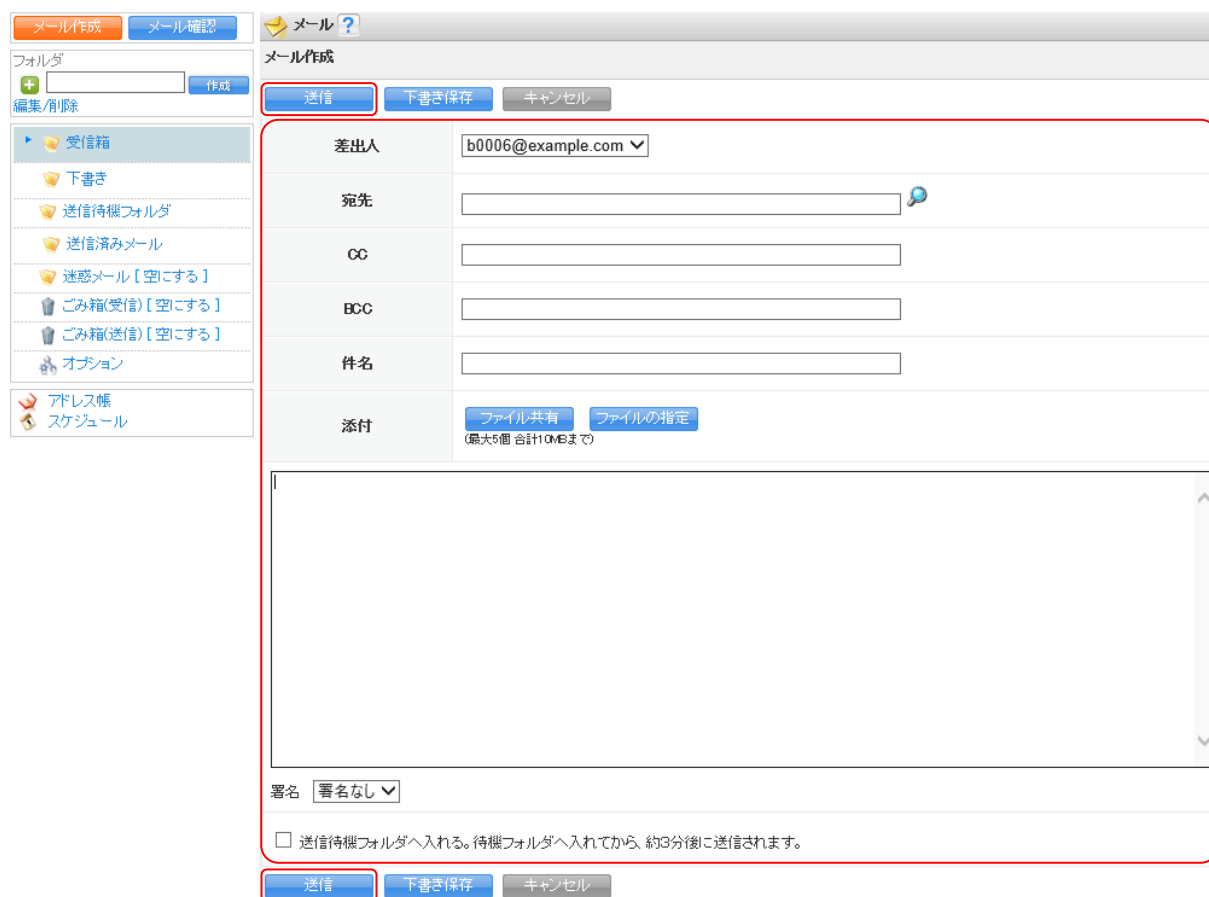 メール作成 メール確認
フォルダ
作成
編集/削除
受信箱
下書き
送信待機フォルダ
送信済みメール
迷惑メール [ 空にする ]
ごみ箱(受信) [ 空にする ]
ごみ箱(送信) [ 空にする ]
オプション
アドレス帳
スケジュール
メール ?
メール作成
送信 下書き保存 キャンセル
差出人 b0006@example.com
宛先
CC
BCC
件名
添付 ファイル共有 ファイルの指定
(最大5個 合計10MBまで)
署名 署名なし
送信待機フォルダへ入れる。待機フォルダへ入れてから、約3分後に送信されます。
送信 下書き保存 キャンセル